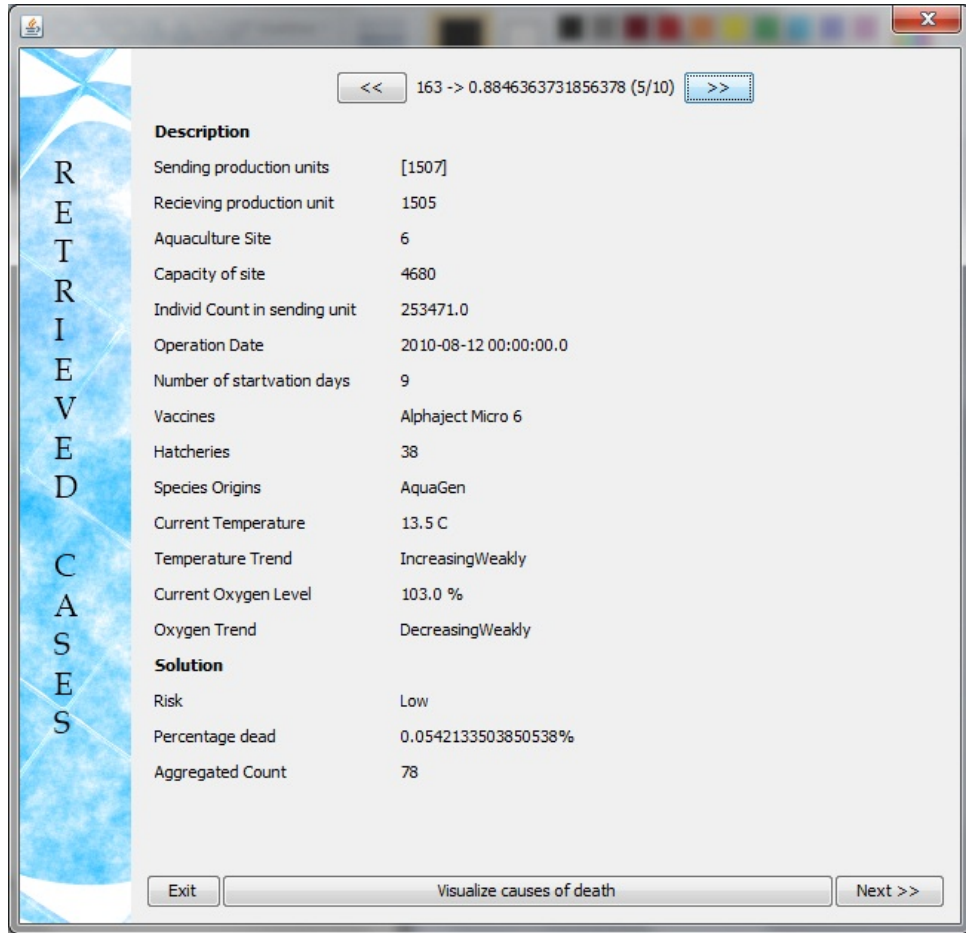 << 163 -> 0.8846363731856378 (5/10) >>
RETRIEVED CASES
Description
Sending production units [1507]
Recieving production unit 1505
Aquaculture Site 6
Capacity of site 4680
Individ Count in sending unit 253471.0
Operation Date 2010-08-12 00:00:00.0
Number of startvation days 9
Vaccines Alphaject Micro 6
Hatcheries 38
Species Origins AquaGen
Current Temperature 13.5 C
Temperature Trend IncreasingWeakly
Current Oxygen Level 103.0 %
Oxygen Trend DecreasingWeakly
Solution
Risk Low
Percentage dead 0.0542133503850538%
Aggregated Count 78
Exit Visualize causes of death Next >>